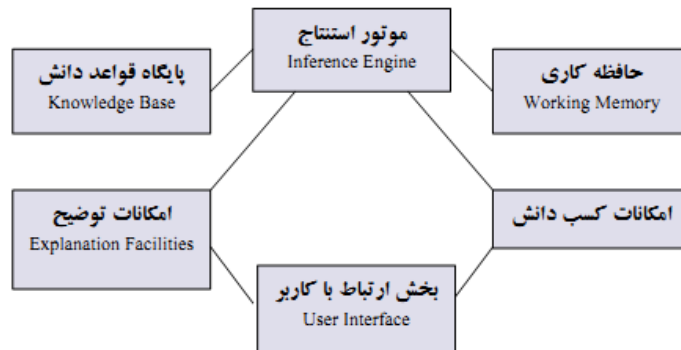 موتور استنتاج
Inference Engine
پایگاه قواعد دانش
Knowledge Base
حافظه کاری
Working Memory
امکانات توضیح
Explanation Facilities
امکانات کسب دانش
بخش ارتباط با کاربر
User Interface